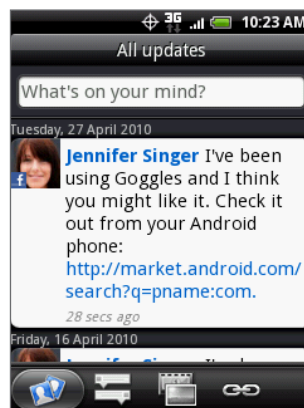 3G 10:23 AM
All updates
What's on your mind?
Tuesday, 27 April 2010
Jennifer Singer I've been
using Goggles and I think
you might like it. Check it
out from your Android
phone:
http://market.android.com/
search?q=pname:com.
28 secs ago
Friday, 16 April 2010